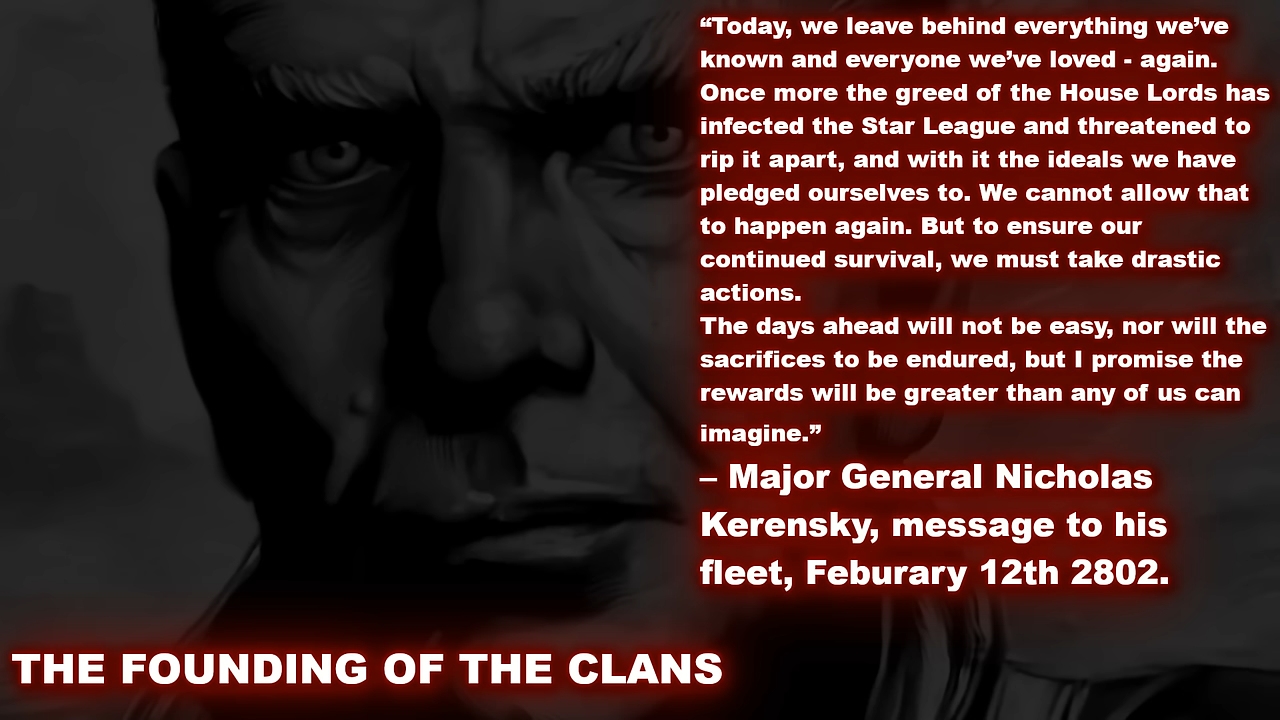 “Today, we leave behind everything we’ve
known and everyone we’ve loved - again.
Once more the greed of the House Lords has
infected the Star League and threatened to
rip it apart, and with it the ideals we have
pledged ourselves to. We cannot allow that
to happen again. But to ensure our
continued survival, we must take drastic
actions.
The days ahead will not be easy, nor will the
sacrifices to be endured, but I promise the
rewards will be greater than any of us can
imagine.”
– Major General Nicholas
Kerensky, message to his
fleet, Feburary 12th 2802.
THE FOUNDING OF THE CLANS